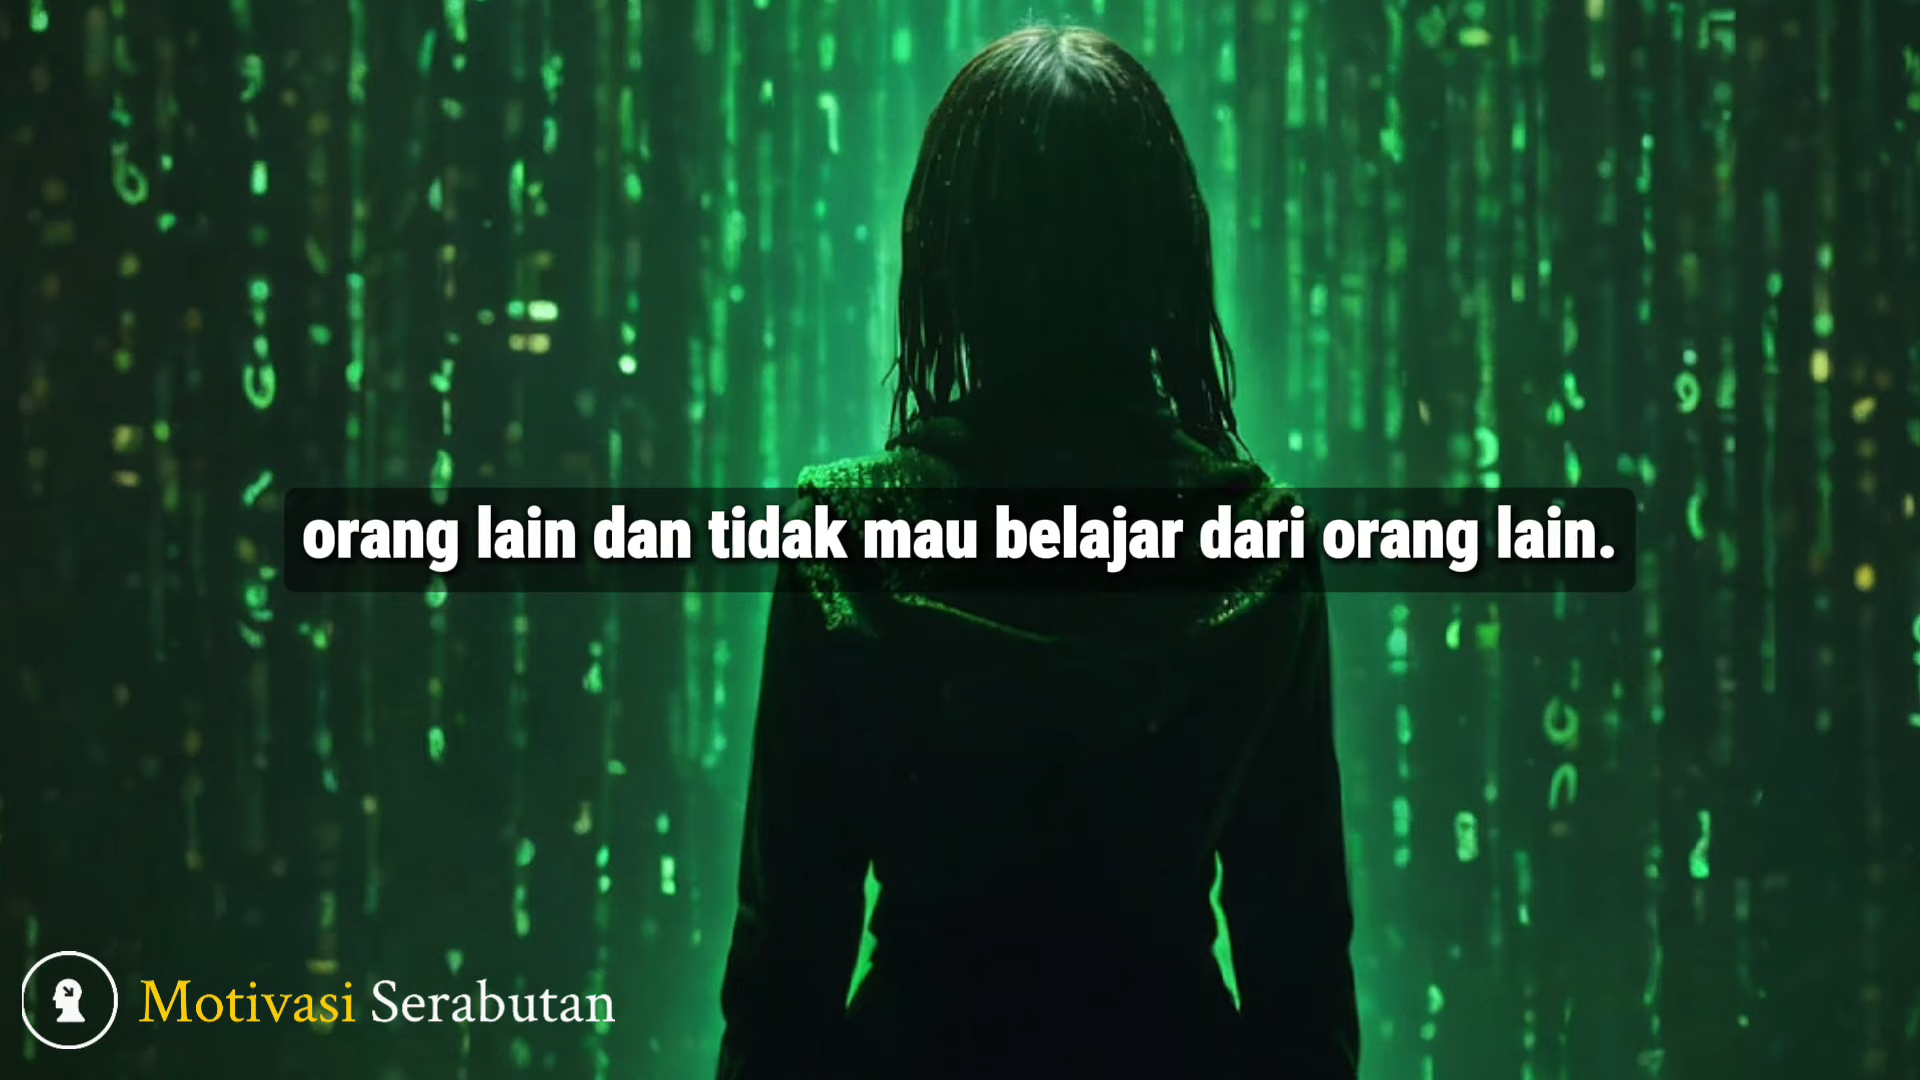 orang lain dan tidak mau belajar dari orang lain.
Motivasi Serabutan